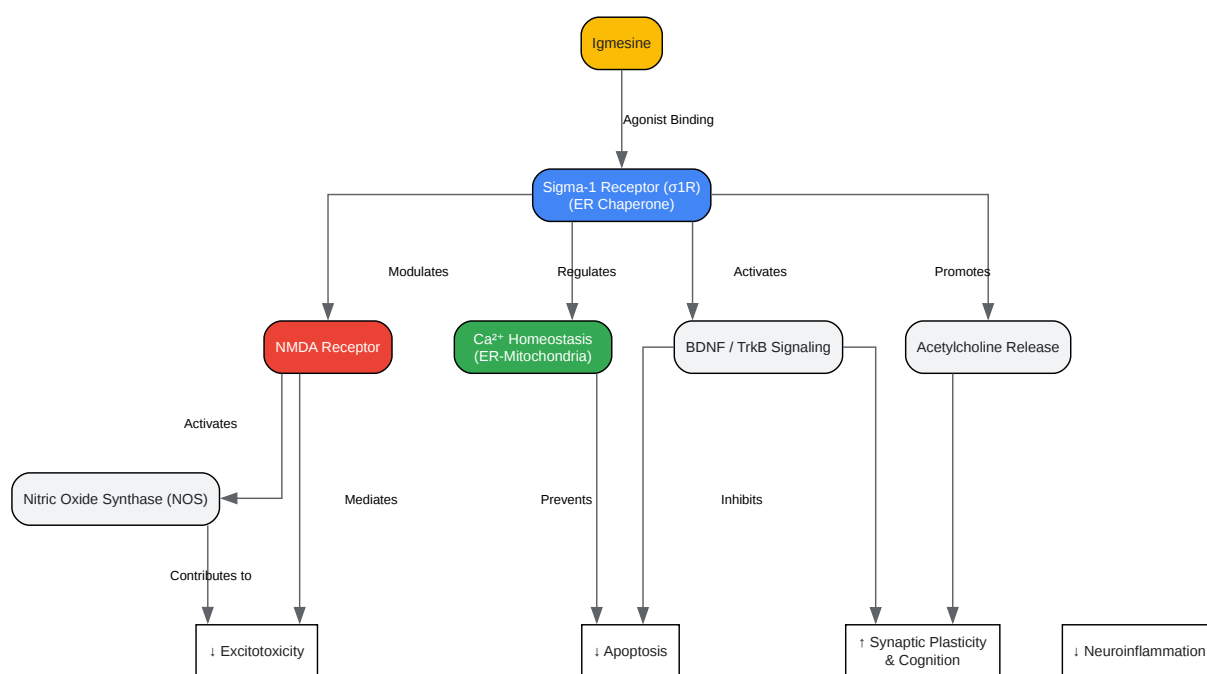 Igmesine
Agonist Binding
Sigma-1 Receptor (σ1R)
(ER Chaperone)
Modulates
Regulates
Activates
Promotes
NMDA Receptor
Ca²⁺ Homeostasis
(ER-Mitochondria)
BDNF / TrkB Signaling
Acetylcholine Release
Activates
Nitric Oxide Synthase (NOS)
Mediates
Prevents
Inhibits
Contributes to
↓ Excitotoxicity
↓ Apoptosis
↑ Synaptic Plasticity
& Cognition
↓ Neuroinflammation